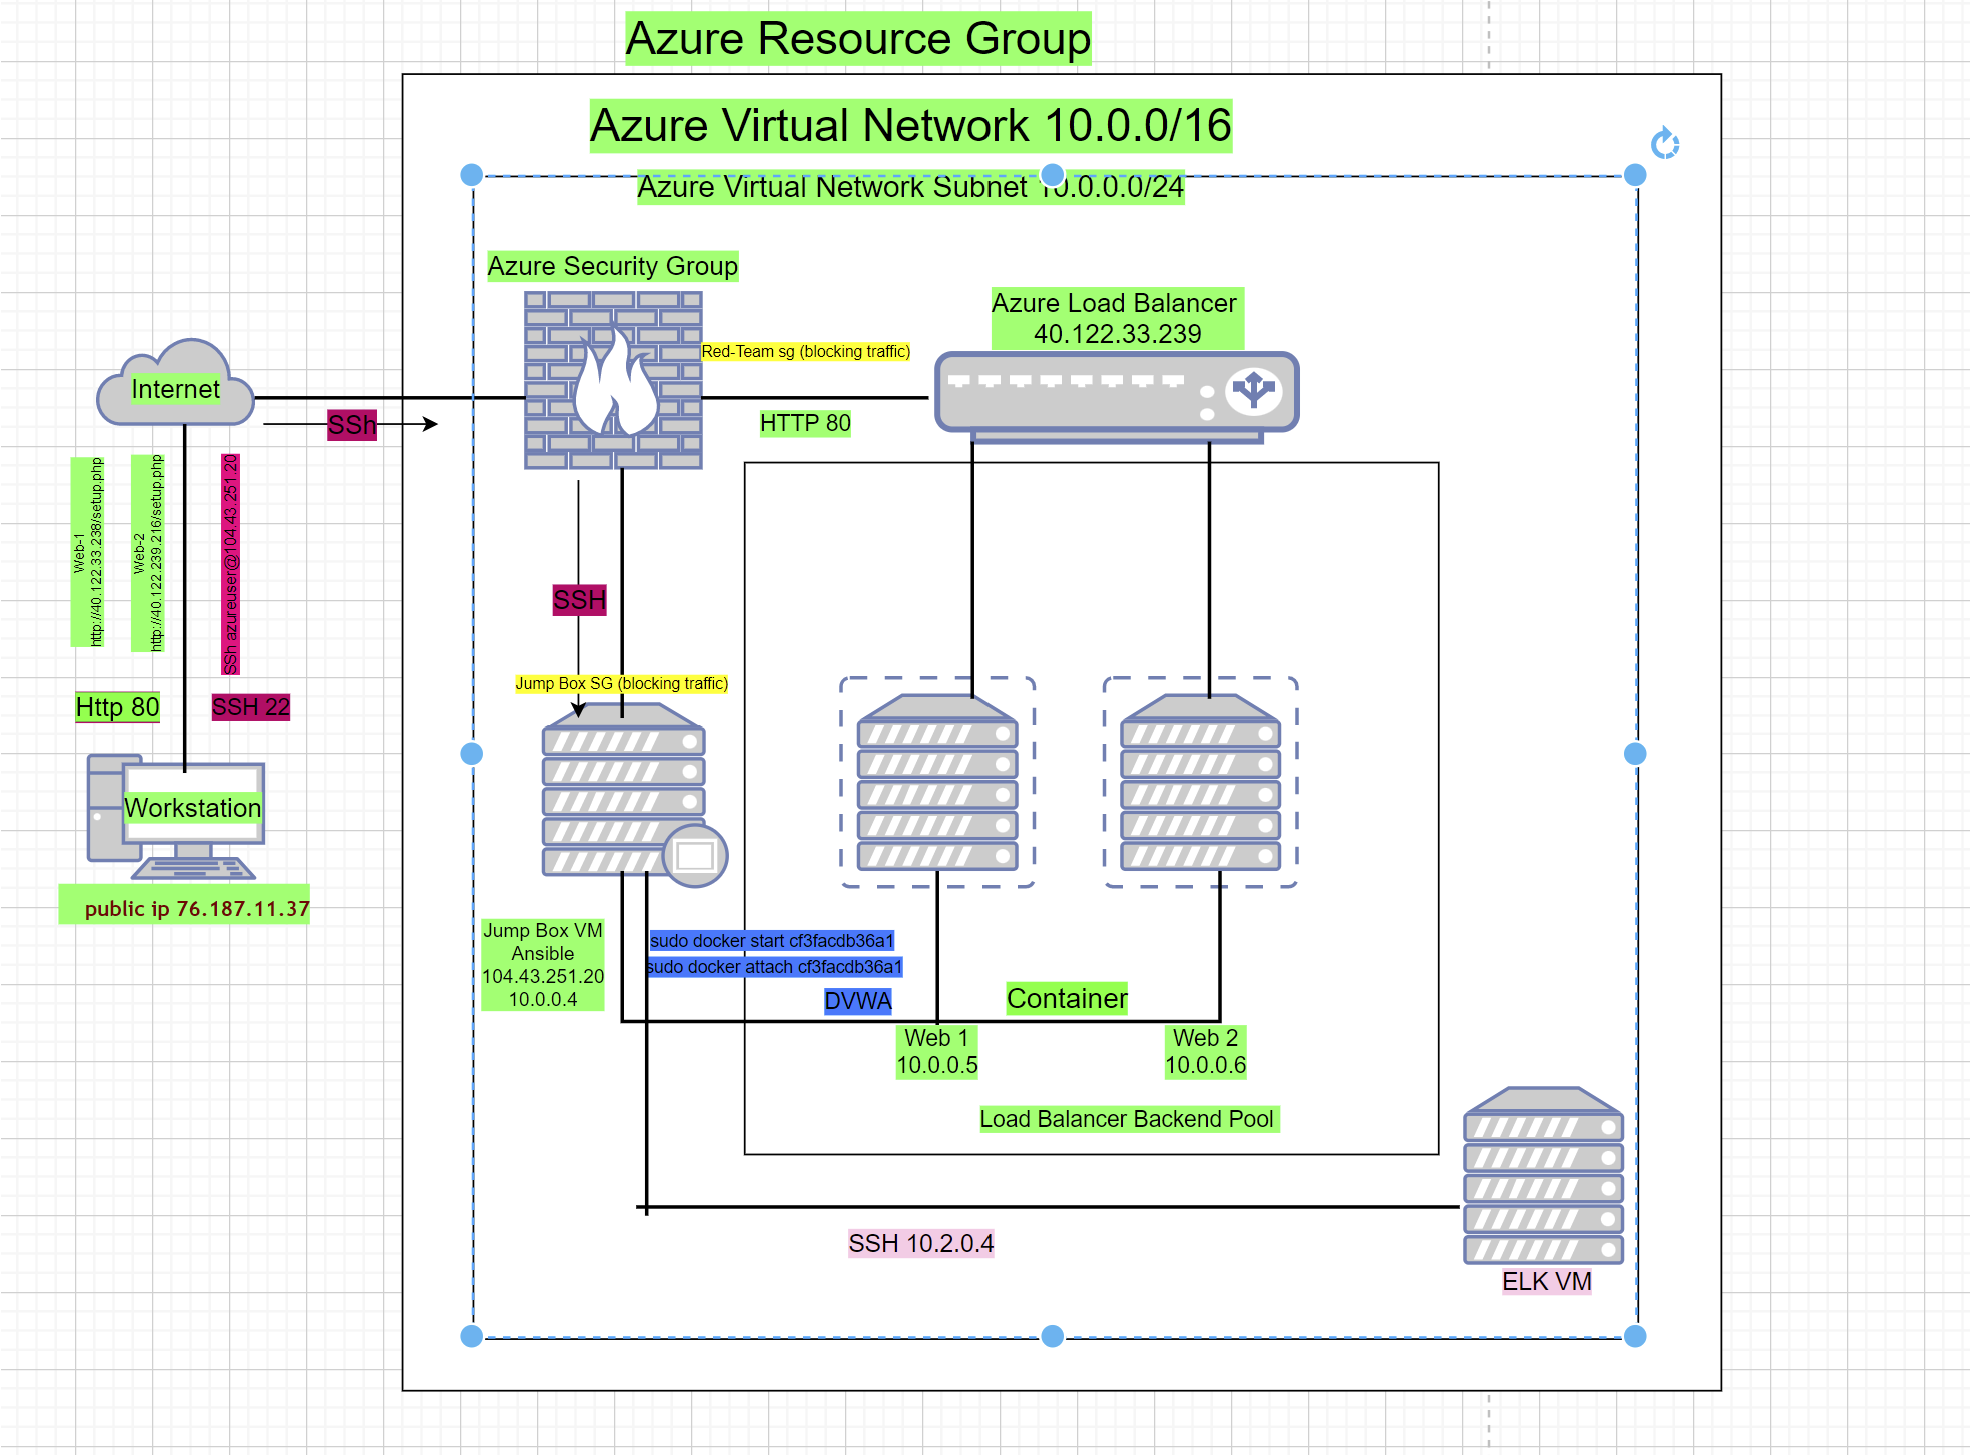 Azure Resource Group
Azure Virtual Network 10.0.0/16
Azure Virtual Network Subnet 10.0.0.0/24
Azure Security Group
Azure Load Balancer
40.122.33.239
Red-Team sg (blocking traffic)
Internet
HTTP 80
SSh
Web-1
http://40.122.33.238/setup.php
Web-2
http://40.122.239.216/setup.php
SSh azureuser@104.43.251.20
SSH
Jump Box SG (blocking traffic)
Http 80
SSH 22
Workstation
public ip 76.187.11.37
Jump Box VM
Ansible
104.43.251.20
10.0.0.4
sudo docker start cf3facdb36a1
sudo docker attach cf3facdb36a1
DVWA
Container
Web 1
10.0.0.5
Web 2
10.0.0.6
Load Balancer Backend Pool
SSH 10.2.0.4
ELK VM